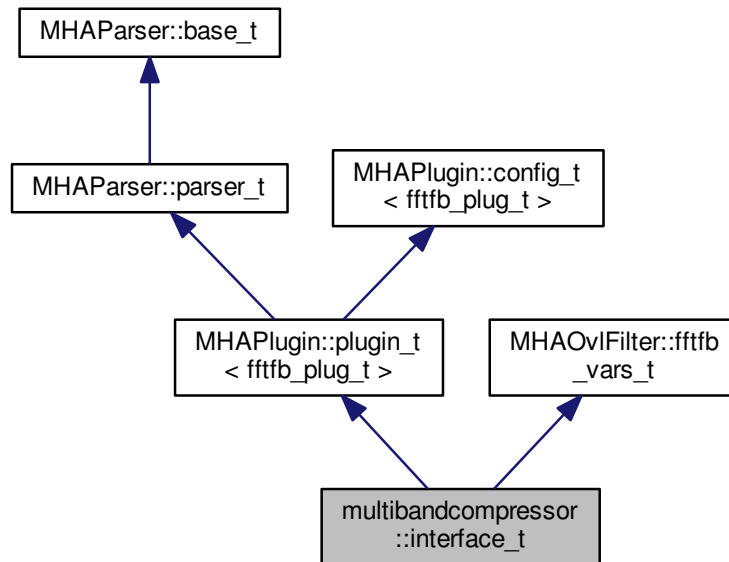 MHAParser::base_t
MHAParser::parser_t
MHAPlugin::config_t
< fftfb_plug_t >
MHAPlugin::plugin_t
< fftfb_plug_t >
MHAOvlFilter::fftfb
_vars_t
multibandcompressor
::interface_t